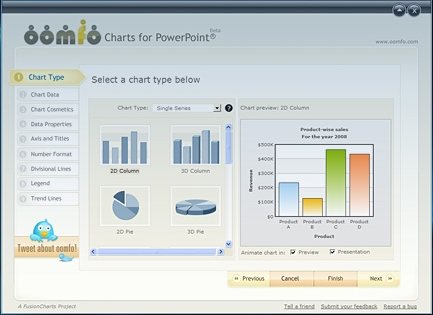 oomfo Charts for PowerPoint® Beta
www.oomfo.com
Chart Type
Chart Data
Chart Cosmetics
Data Properties
Axis and Titles
Number Format
Divisional Lines
Legend
Trend Lines
Tweet about oomfo!
Select a chart type below
Chart Type: Single Series
2D Column
3D Column
2D Pie
3D Pie
Chart preview: 2D Column
Product-wise sales
For the year 2008
Revenue
$500K
$400K
$300K
$200K
$100K
$0
Product A
Product B
Product C
Product D
Product
Animate chart in: Preview Presentation
« Previous
Cancel
Finish
Next »
A FusionCharts Project
Tell a friend
Submit your feedback
Report a bug